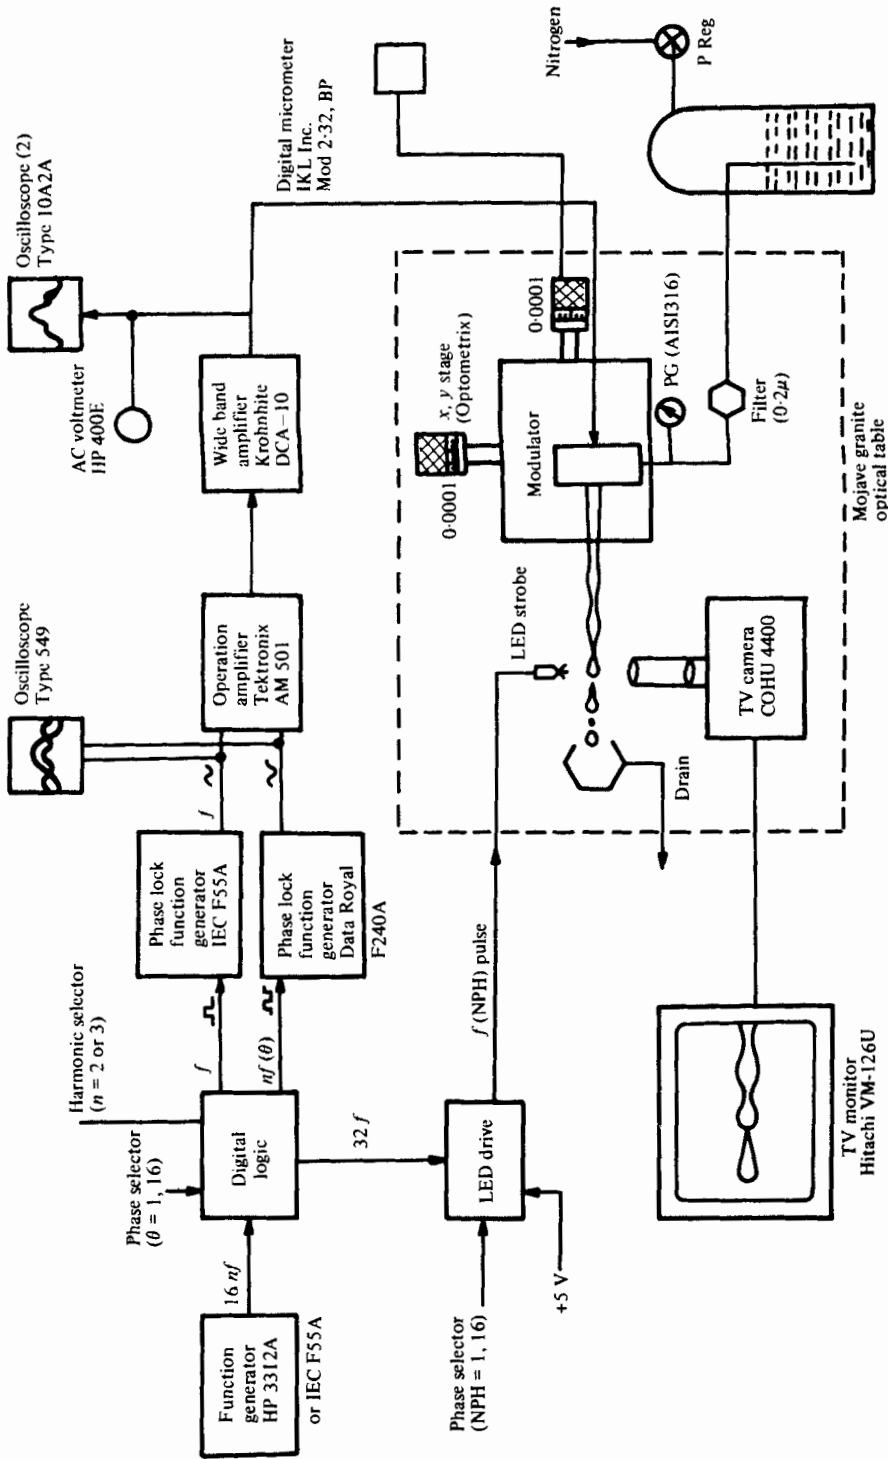 Function
generator
HP 3312A
or IEC F55A
16 nf
Phase selector
(θ = 1, 16)
Harmonic selector
(n = 2 or 3)
Digital
logic
f
nf (θ)
32 f
Phase lock
function
generator
IEC F55A
Phase lock
function
generator
Data Royal
F240A
f
Oscilloscope
Type 549
Operation
amplifier
Tektronix
AM 501
Wide band
amplifier
Krohnhite
DCA–10
AC voltmeter
HP 400E
Oscilloscope (2)
Type 10A2A
Digital micrometer
IKL Inc.
Mod 2-32, BP
Phase selector
(NPH = 1, 16)
+5 V
LED drive
f (NPH) pulse
LED strobe
Drain
0·0001
x, y stage
(Optometrix)
0·0001
Modulator
PG (AISI316)
Filter
(0·2μ)
Nitrogen
P Reg
TV camera
COHU 4400
Mojave granite
optical table
TV monitor
Hitachi VM-126U